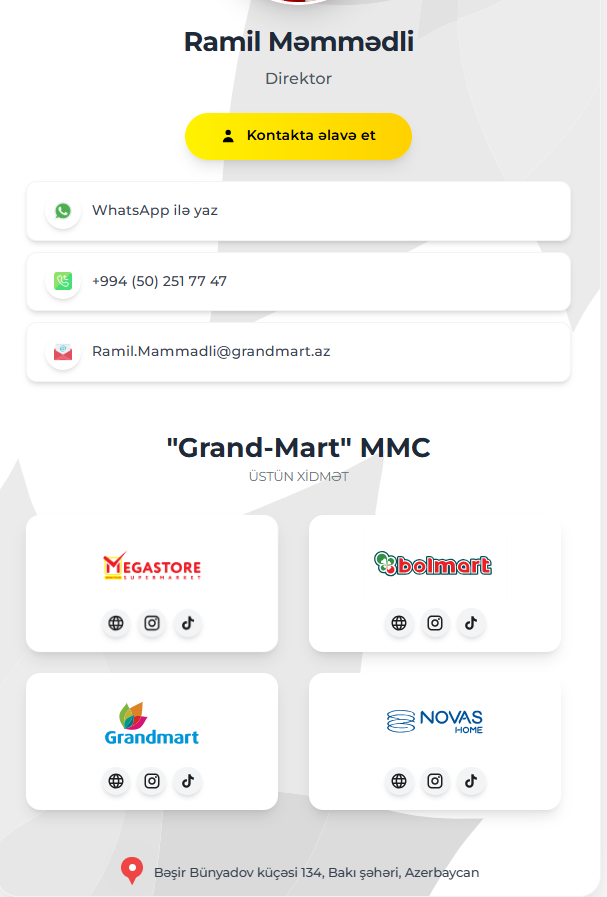 Ramil Məmmədli
Direktor
Kontakta əlavə et
WhatsApp ilə yaz
+994 (50) 251 77 47
Ramil.Mammadli@grandmart.az
"Grand-Mart" MMC
ÜSTÜN XİDMƏT
MEGASTORE
SUPERMARKET
bolmart
Grandmart
NOVAS
HOME
Bəşir Bünyadov küçəsi 134, Bakı şəhəri, Azerbaycan